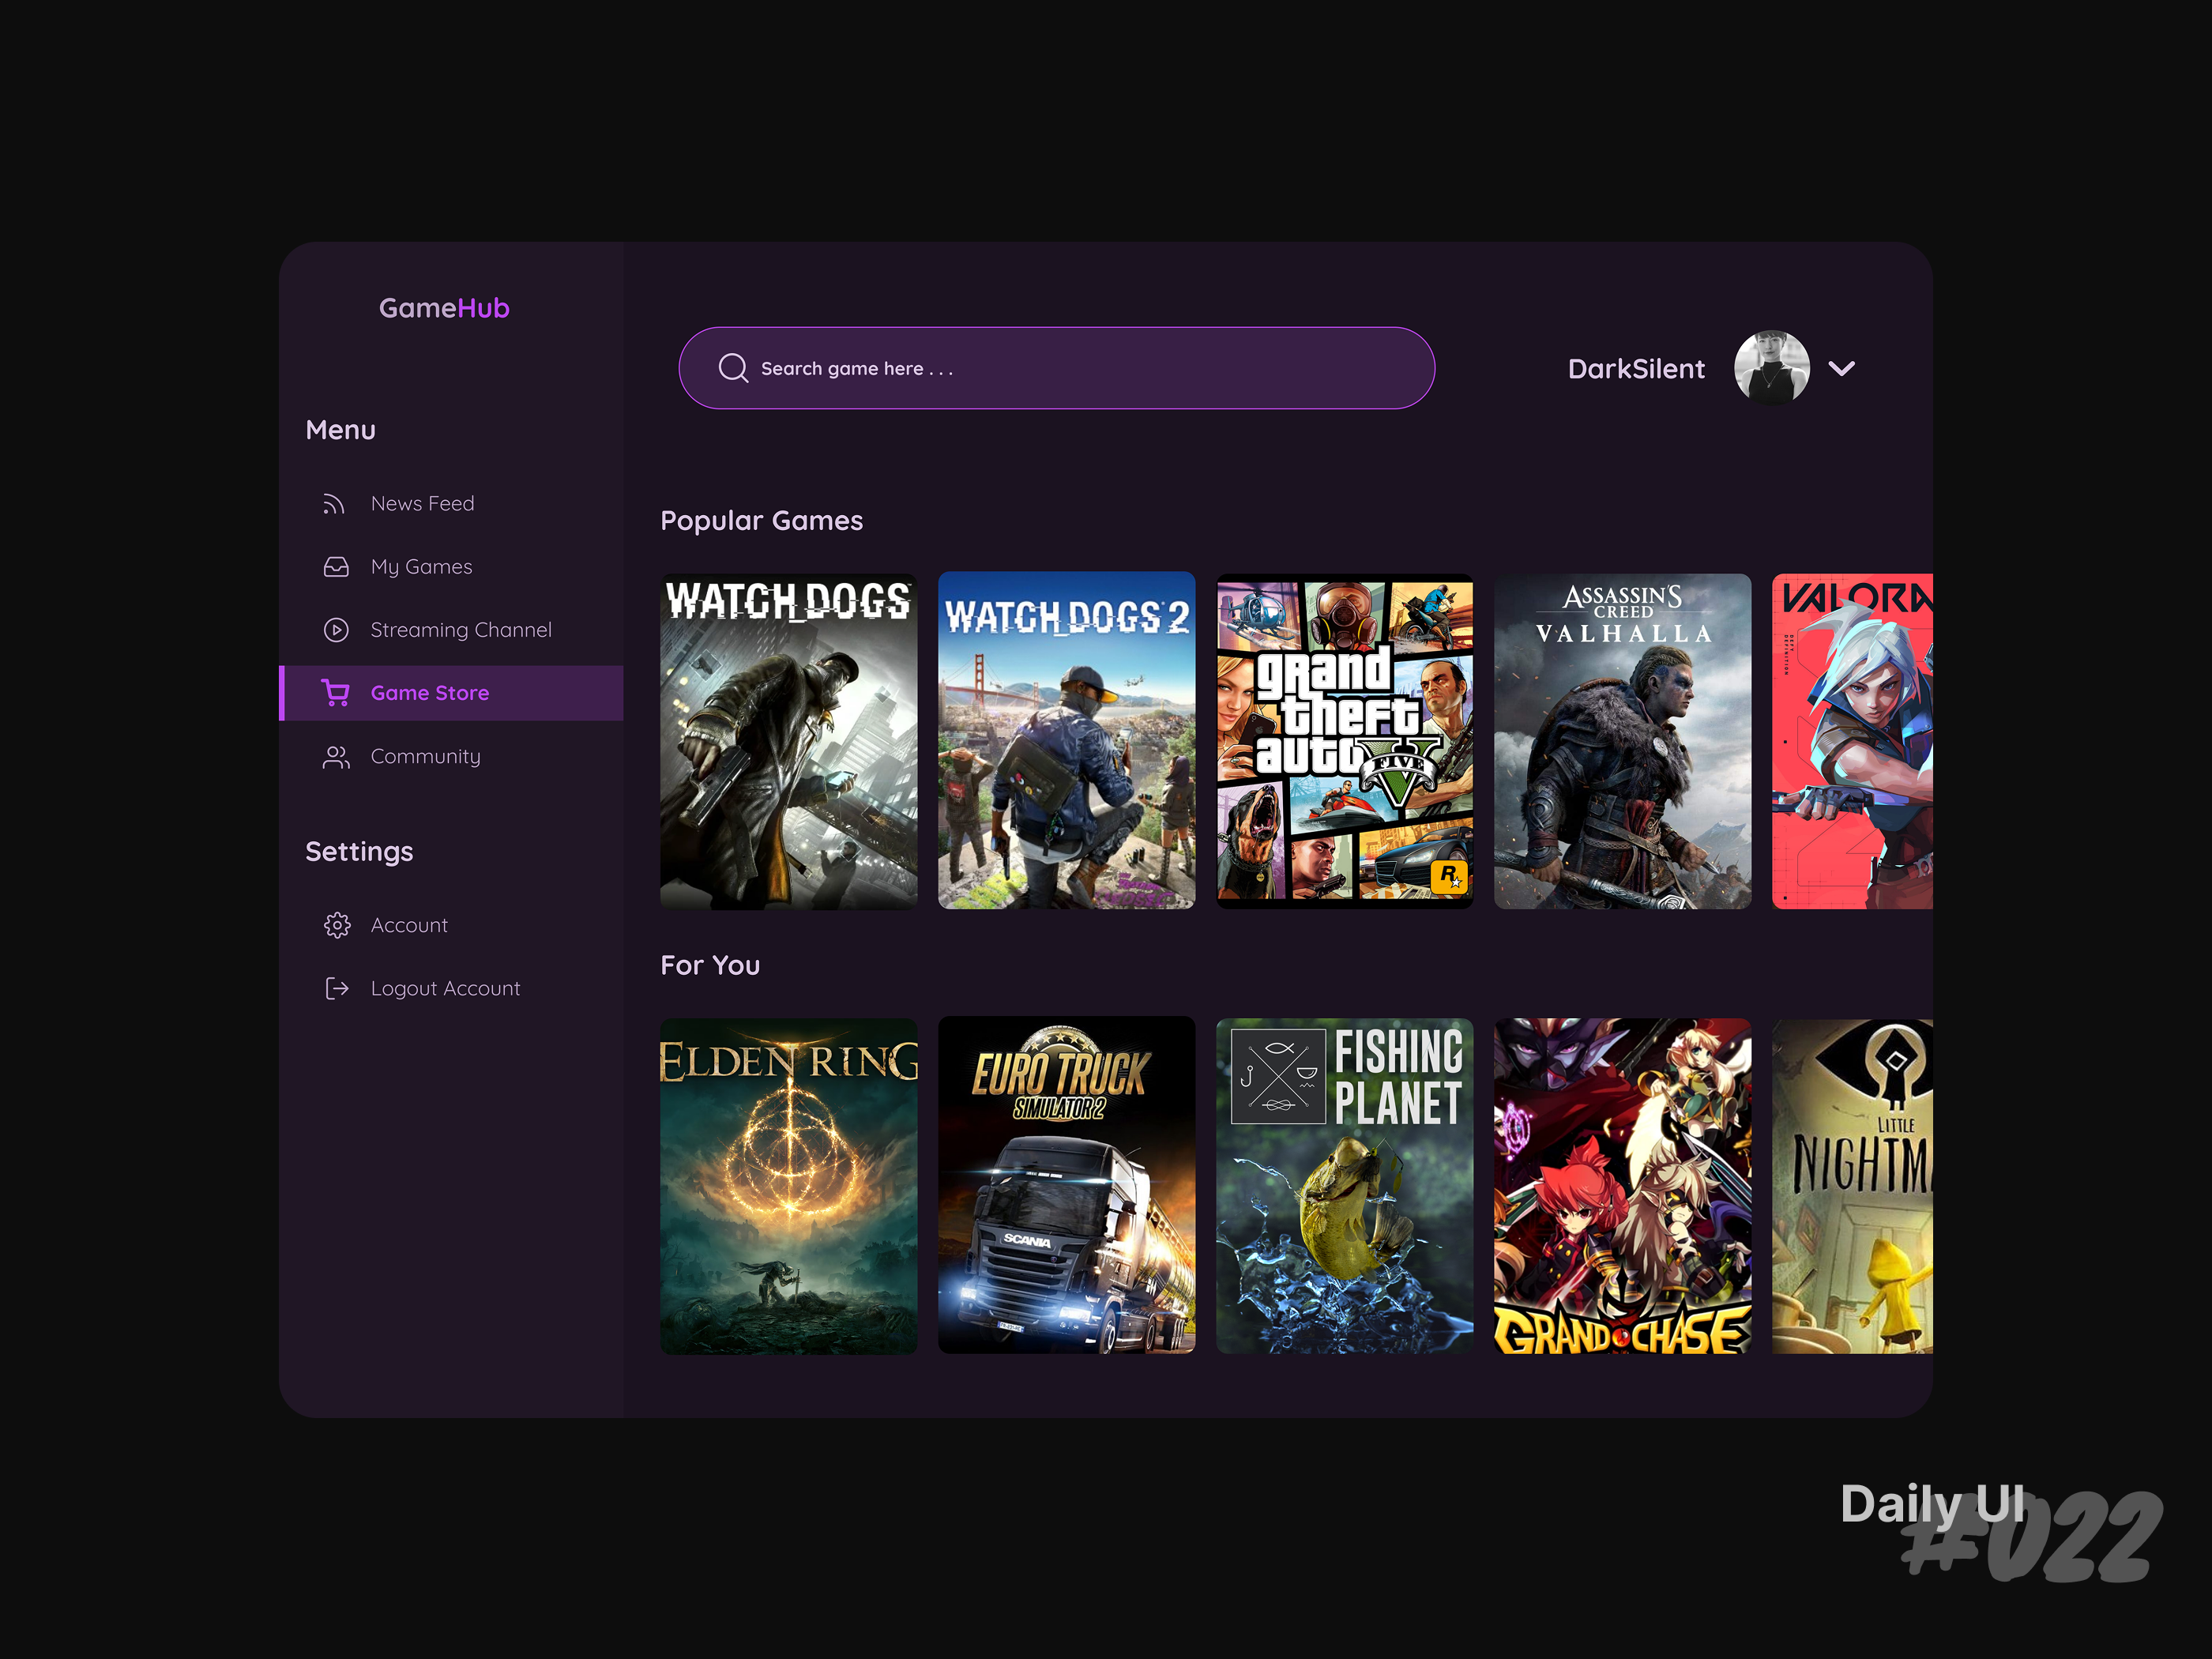 GameHub
Search game here . . .
DarkSilent
Menu
News Feed
My Games
Streaming Channel
Game Store
Community
Settings
Account
Logout Account
Popular Games
WATCH_DOGS
WATCH_DOGS 2
grand
theft
auto
V
FIVE
R
ASSASSIN'S
CREED
VALHALLA
VALORA
DEFY
For You
ELDEN RING
EURO TRUCK
SIMULATOR 2
SCANIA
FISHING
PLANET
GRAND CHASE
LITTLE
NIGHTM
Daily UI
#022